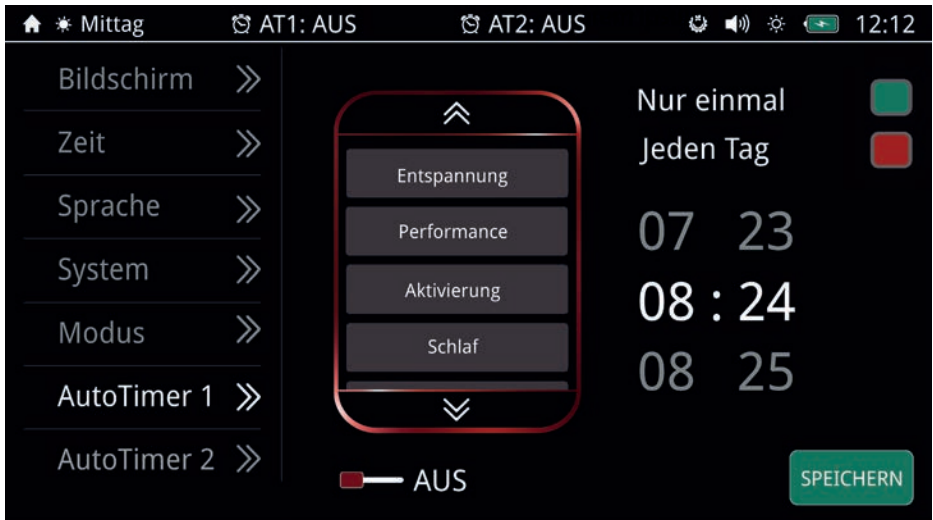 Mittag AT1: AUS AT2: AUS 12:12
Bildschirm
Zeit
Sprache
System
Modus
AutoTimer 1
AutoTimer 2
Entspannung
Performance
Aktivierung
Schlaf
AUS
Nur einmal
Jeden Tag
07 23
08 : 24
08 25
SPEICHERN